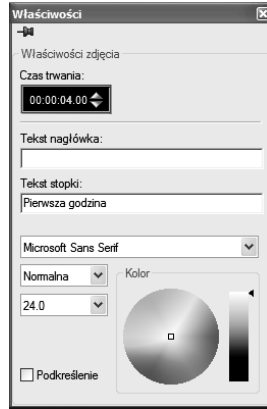 Właściwości
Właściwości zdjęcia
Czas trwania:
00:00:04.00
Tekst nagłówka:
Tekst stopki:
Pierwsza godzina
Microsoft Sans Serif
Normalna
Kolor
24.0
Podkreślenie